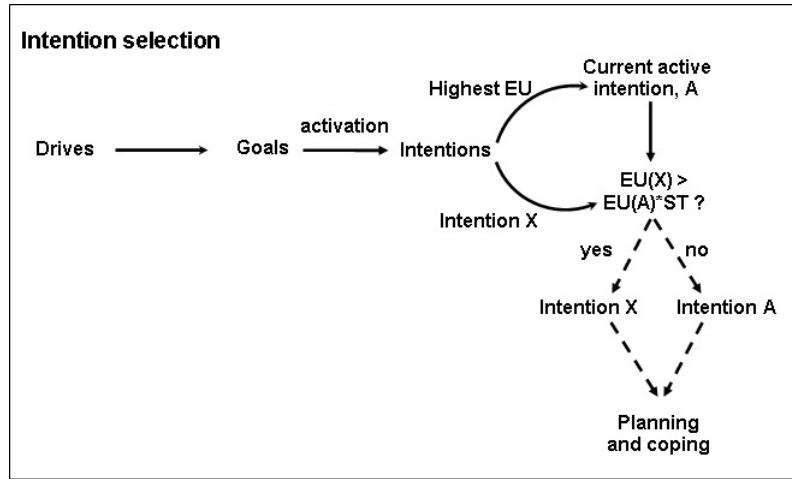 Intention selection
Current active
intention, A
Highest EU
activation
Drives
Goals
Intentions
EU(X) >
EU(A)*ST ?
Intention X
yes
no
Intention X
Intention A
Planning
and coping